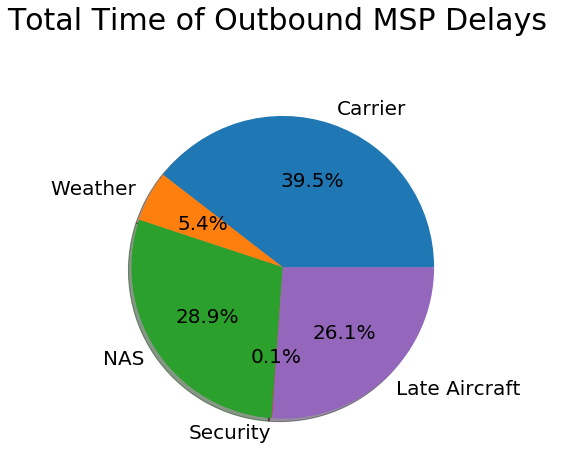 Total Time of Outbound MSP Delays
Carrier
39.5%
Weather
5.4%
28.9%
26.1%
0.1%
NAS
Late Aircraft
Security